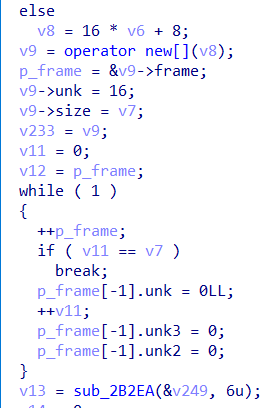 else
v8 = 16 * v6 + 8;
v9 = operator new[](v8);
p_frame = &v9->frame;
v9->unk = 16;
v9->size = v7;
v233 = v9;
v11 = 0;
v12 = p_frame;
while ( 1 )
{
++p_frame;
if ( v11 == v7 )
break;
p_frame[-1].unk = 0LL;
++v11;
p_frame[-1].unk3 = 0;
p_frame[-1].unk2 = 0;
}
v13 = sub_2B2EA(&v249, 6u);